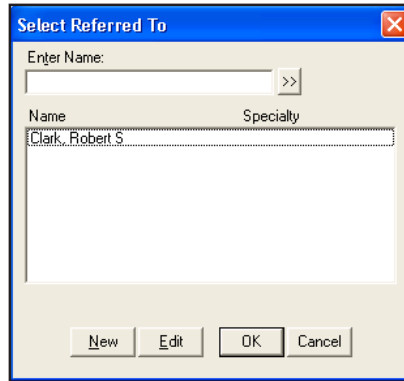 Select Referred To
Enter Name:
>>
Name Specialty
Clark, Robert S
New Edit OK Cancel